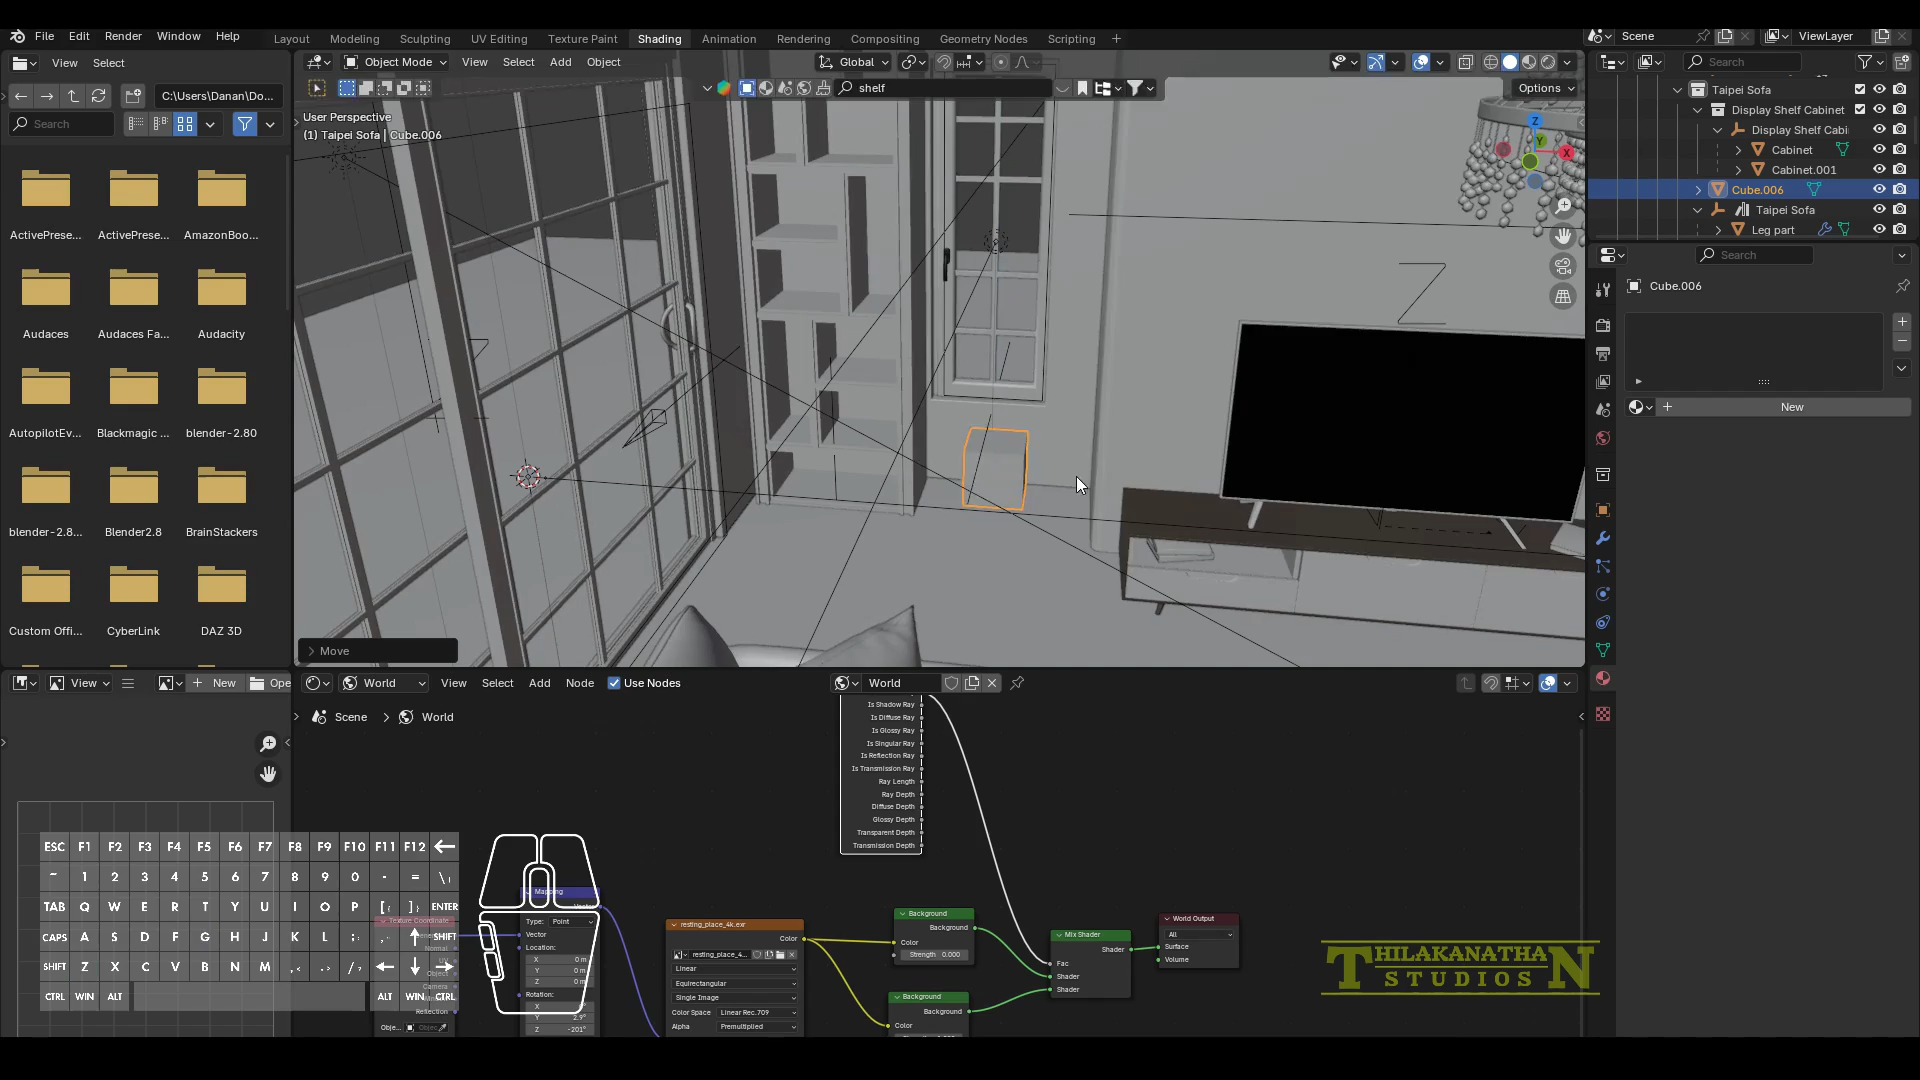 File Edit Render Window Help
Layout Modeling Sculpting UV Editing Texture Paint Shading Animation Rendering Compositing Geometry Nodes Scripting +
Scene ViewLayer
View Select
Object Mode View Select Add Object Global
Search
C:\Users\Danan\Do...
shelf
Options
Search
User Perspective
(1) Taipei Sofa | Cube.006
Taipei Sofa
Display Shelf Cabinet
Display Shelf Cabi
Cabinet
Cabinet.001
Cube.006
Taipei Sofa
Leg part
Search
Cube.006
New
Z
Y
X
ActivePrese... ActivePrese... AmazonBoo...
Audaces Audaces Fa... Audacity
AutopilotEv... Blackmagic ... blender-2.80
blender-2.8... Blender2.8 BrainStackers
Custom Offi... CyberLink DAZ 3D
Move
View New Ope
World View Select Add Node Use Nodes World
Scene > World
Is Shadow Ray
Is Diffuse Ray
Is Glossy Ray
Is Singular Ray
Is Reflection Ray
Is Transmission Ray
Ray Length
Ray Depth
Diffuse Depth
Glossy Depth
Transparent Depth
Transmission Depth
Mapping
Type: Point
Vector
Location:
X 0 m
Y 0 m
Z 0 m
Rotation:
X
Y 2.9°
Z -201°
Texture Coordinate
UV
Object
Camera
Reflection
Obje...
resting_place_4k.exr
Color
resting_place_4...
Linear
Equirectangular
Single Image
Color Space Linear Rec.709
Alpha Premultiplied
Background
Background
Color
Strength 0.000
Background
Background
Color
Mix Shader
Shader
Fac
Shader
Shader
World Output
All
Surface
Volume
ESC F1 F2 F3 F4 F5 F6 F7 F8 F9 F10 F11 F12 ←
~ 1 2 3 4 5 6 7 8 9 0 - = \
TAB Q W E R T Y U I O P [{ ]} ENTER
CAPS A S D F G H J K L ; , ↑ SHIFT
SHIFT Z X C V B N M ,< .> /? ← ↓ →
CTRL WIN ALT ALT WIN CTRL
THILAKANATHAN
STUDIOS